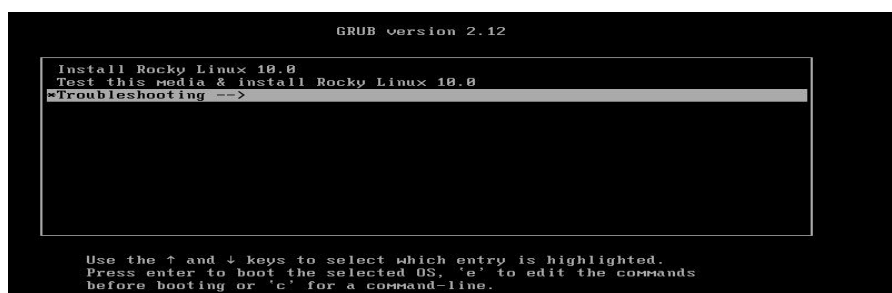 GRUB version 2.12
Install Rocky Linux 10.0
Test this media & install Rocky Linux 10.0
*Troubleshooting -->
Use the ↑ and ↓ keys to select which entry is highlighted.
Press enter to boot the selected OS, 'e' to edit the commands
before booting or 'c' for a command-line.